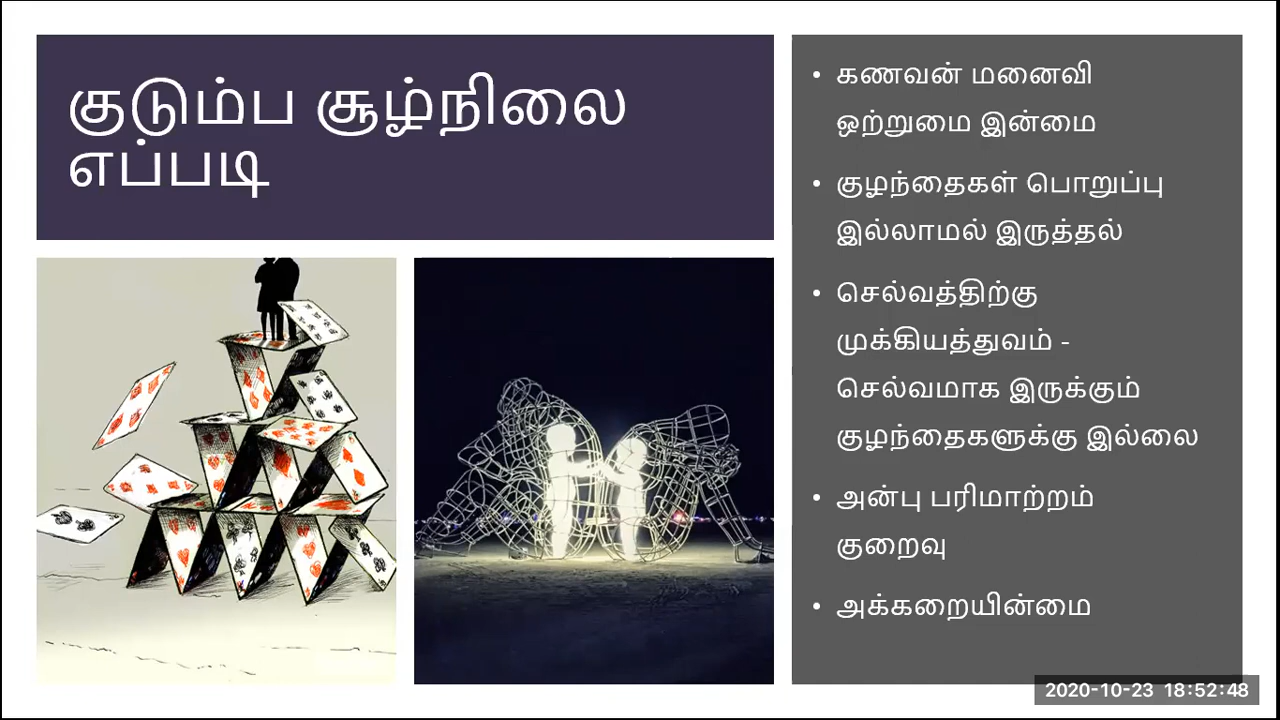 குடும்ப சூழ்நிலை
எப்படி
• கணவன் மனைவி
ஒற்றுமை இன்மை
• குழந்தைகள் பொறுப்பு
இல்லாமல் இருத்தல்
• செல்வத்திற்கு
முக்கியத்துவம் -
செல்வமாக இருக்கும்
குழந்தைகளுக்கு இல்லை
• அன்பு பரிமாற்றம்
குறைவு
• அக்கறையின்மை
2020-10-23 18:52:48